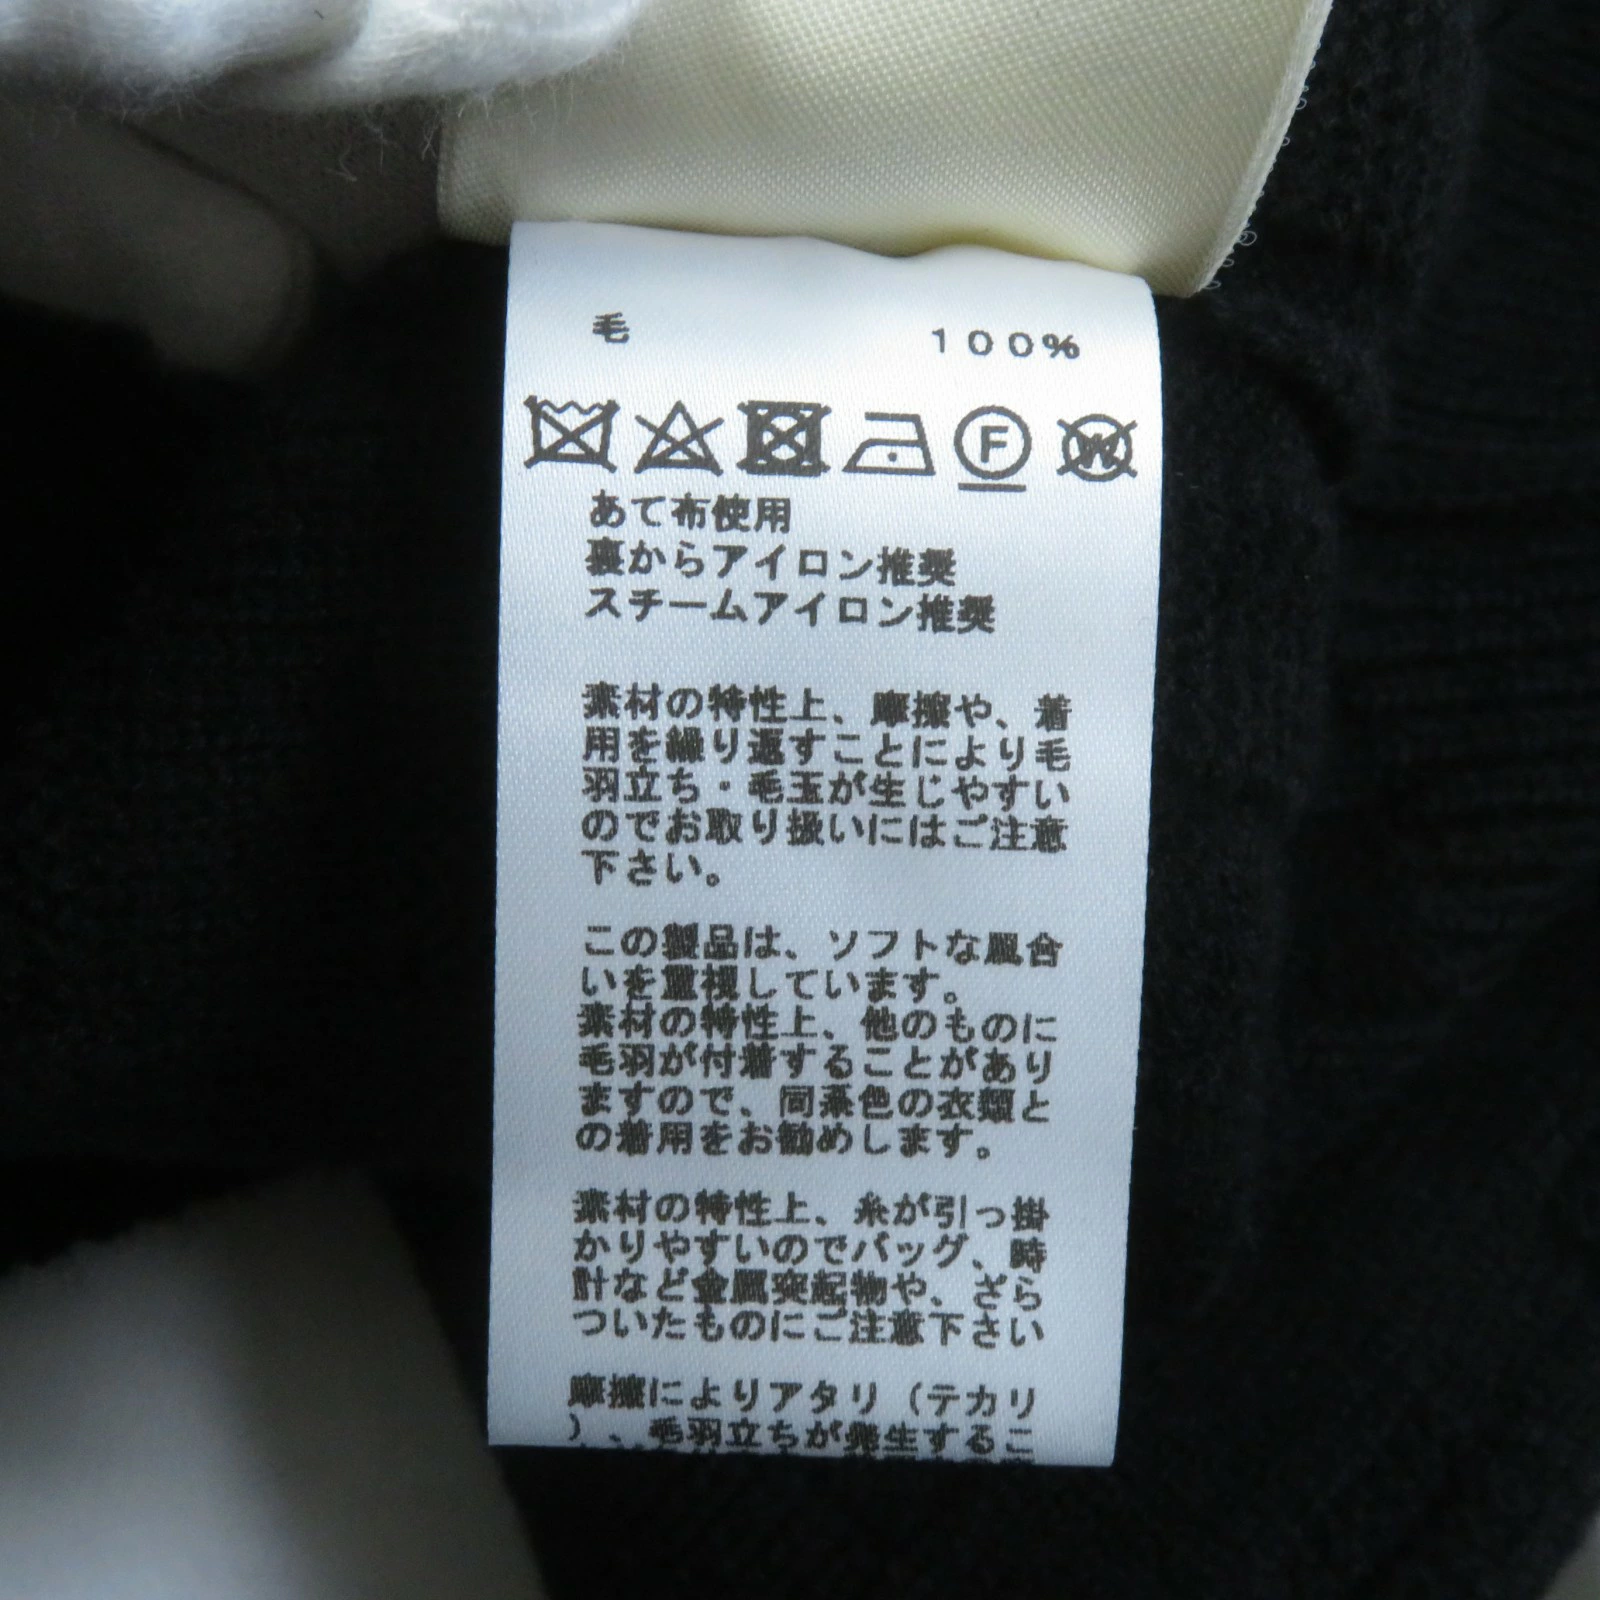 毛 100%
F W
あて布使用
裏からアイロン推奨
スチームアイロン推奨
素材の特性上、摩擦や、着
用を繰り返すことにより毛
羽立ち・毛玉が生じやすい
のでお取り扱いにはご注意
下さい。
この製品は、ソフトな風合
いを重視しています。
素材の特性上、他のものに
毛羽が付着することがあり
ますので、同系色の衣類と
の着用をお勧めします。
素材の特性上、糸が引っ掛
かりやすいのでバッグ、時
計など金属突起物や、ざら
ついたものにご注意下さい
摩擦によりアタリ（テカリ
）、毛羽立ちが発生するこ